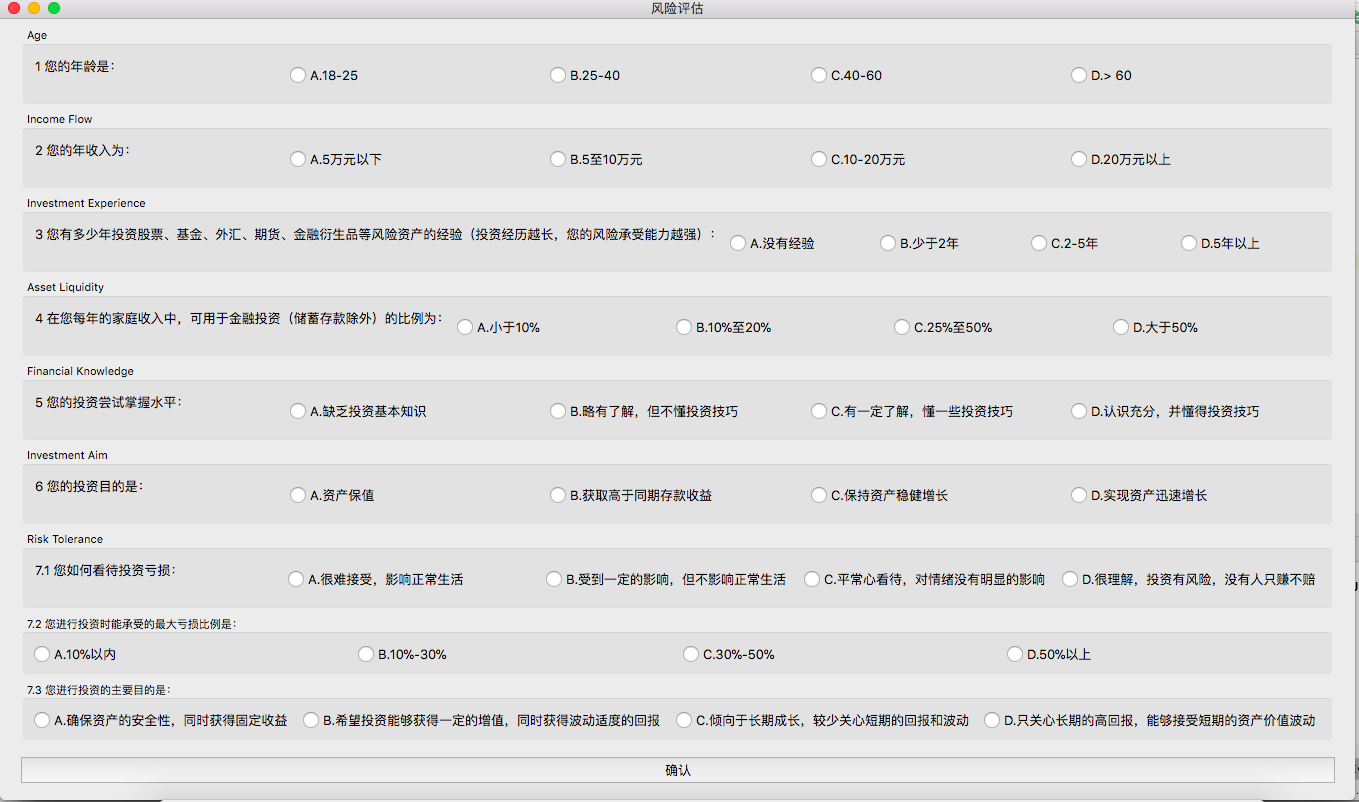 风险评估
Age
1 您的年龄是：
A.18-25 B.25-40 C.40-60 D.> 60
Income Flow
2 您的年收入为：
A.5万元以下 B.5至10万元 C.10-20万元 D.20万元以上
Investment Experience
3 您有多少年投资股票、基金、外汇、期货、金融衍生品等风险资产的经验（投资经历越长，您的风险承受能力越强）：
A.没有经验 B.少于2年 C.2-5年 D.5年以上
Asset Liquidity
4 在您每年的家庭收入中，可用于金融投资（储蓄存款除外）的比例为：
A.小于10% B.10%至20% C.25%至50% D.大于50%
Financial Knowledge
5 您的投资尝试掌握水平：
A.缺乏投资基本知识 B.略有了解，但不懂投资技巧 C.有一定了解，懂一些投资技巧 D.认识充分，并懂得投资技巧
Investment Aim
6 您的投资目的是：
A.资产保值 B.获取高于同期存款收益 C.保持资产稳健增长 D.实现资产迅速增长
Risk Tolerance
7.1 您如何看待投资亏损：
A.很难接受，影响正常生活 B.受到一定的影响，但不影响正常生活 C.平常心看待，对情绪没有明显的影响 D.很理解，投资有风险，没有人只赚不赔
7.2 您进行投资时能承受的最大亏损比例是：
A.10%以内 B.10%-30% C.30%-50% D.50%以上
7.3 您进行投资的主要目的是：
A.确保资产的安全性，同时获得固定收益 B.希望投资能够获得一定的增值，同时获得波动适度的回报 C.倾向于长期成长，较少关心短期的回报和波动 D.只关心长期的高回报，能够接受短期的资产价值波动
确认